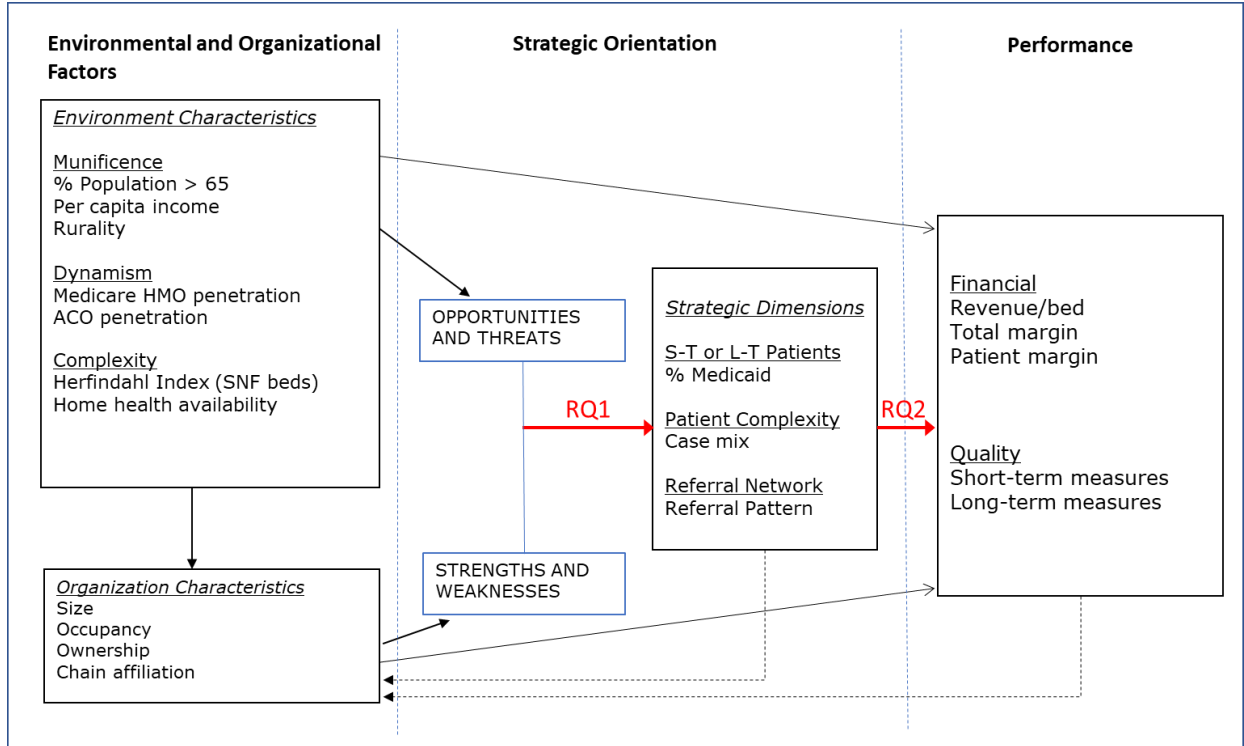 Environmental and Organizational
Factors
Strategic Orientation
Performance
Environment Characteristics
Munificence
% Population > 65
Per capita income
Rurality
Dynamism
Medicare HMO penetration
ACO penetration
Complexity
Herfindahl Index (SNF beds)
Home health availability
Organization Characteristics
Size
Occupancy
Ownership
Chain affiliation
OPPORTUNITIES
AND THREATS
STRENGTHS AND
WEAKNESSES
RQ1
Strategic Dimensions
S-T or L-T Patients
% Medicaid
Patient Complexity
Case mix
Referral Network
Referral Pattern
RQ2
Financial
Revenue/bed
Total margin
Patient margin
Quality
Short-term measures
Long-term measures